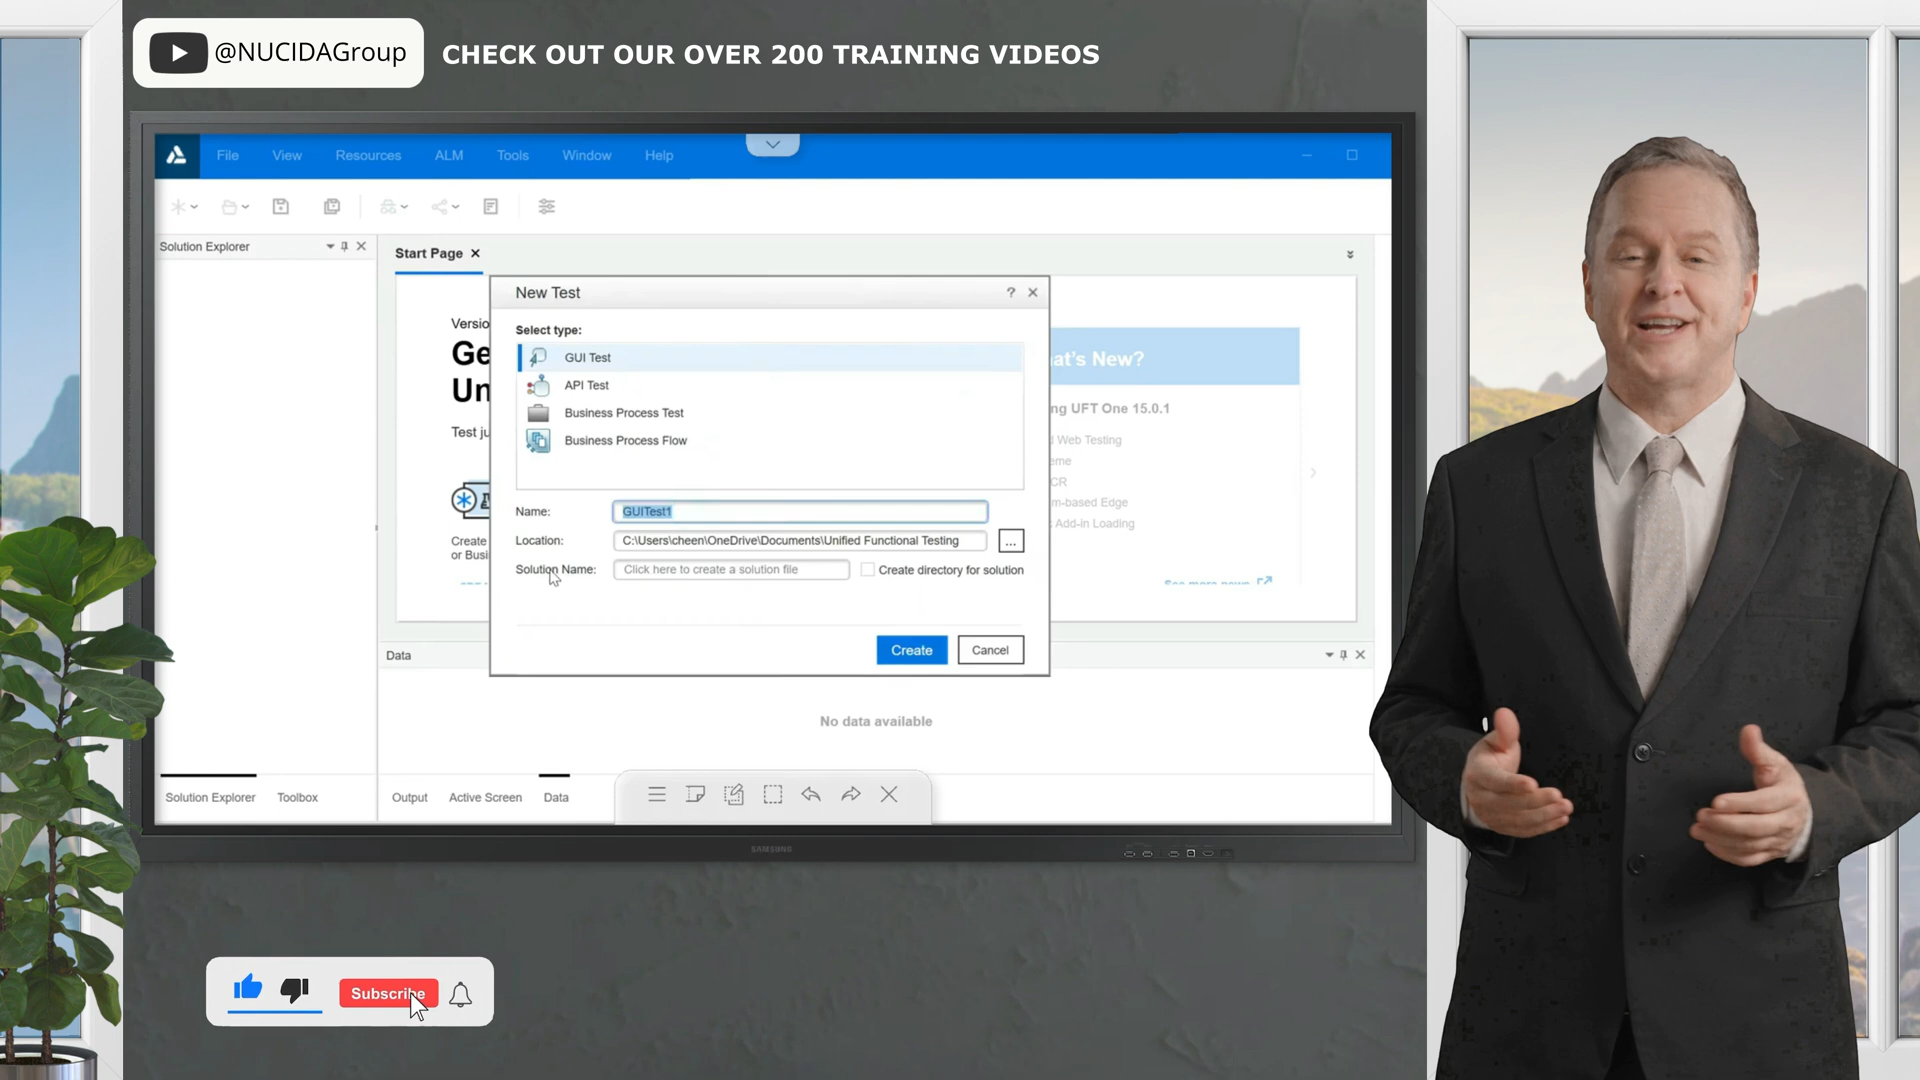 @NUCIDAGroup CHECK OUT OUR OVER 200 TRAINING VIDEOS
File View Resources ALM Tools Window Help
Solution Explorer
Start Page
New Test
?
Select type:
GUI Test
API Test
Business Process Test
Business Process Flow
Name: GUITest1
Location: C:\Users\cheen\OneDrive\Documents\Unified Functional Testing ...
Solution Name: Click here to create a solution file Create directory for solution
Create Cancel
Versio
Ge
Un
Test ju
Create
or Busi
at's New?
ng UFT One 15.0.1
d Web Testing
eme
CR
m-based Edge
t Add-in Loading
See more news
Data
No data available
Solution Explorer Toolbox Output Active Screen Data
SAMSUNG
Subscribe